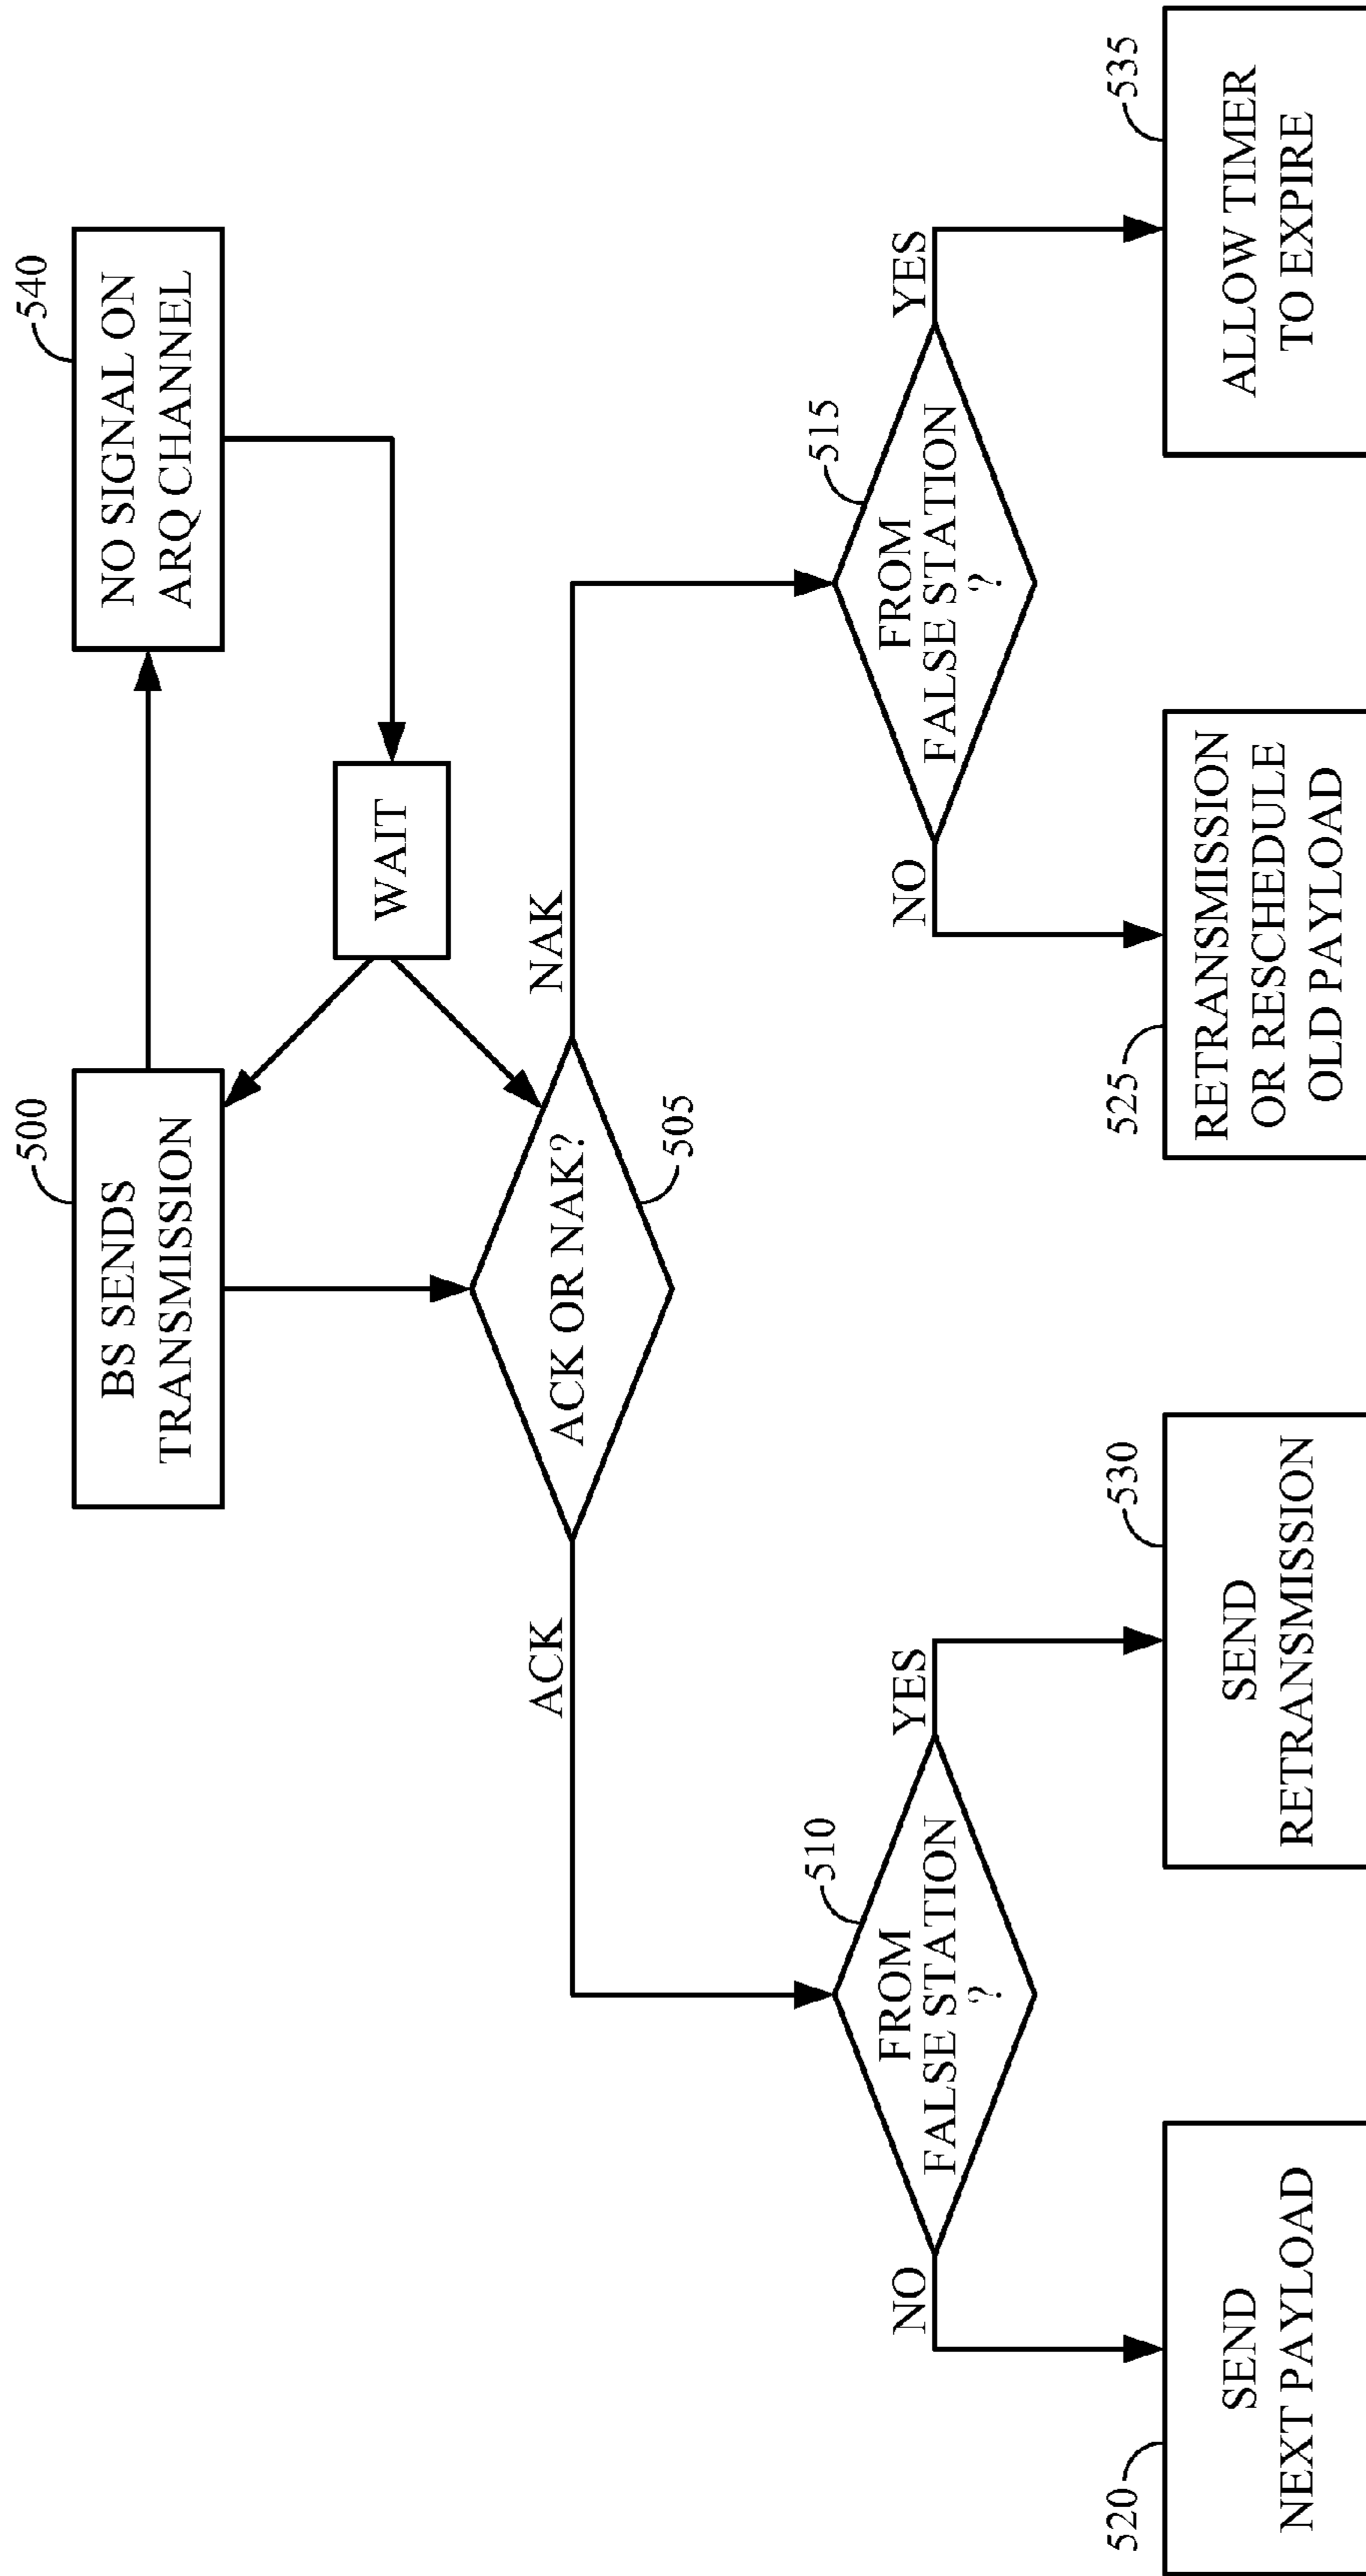 500
BS SENDS
TRANSMISSION
540
NO SIGNAL ON
ARQ CHANNEL
WAIT
ACK OR NAK?
505
ACK
NAK
510
FROM
FALSE STATION
?
NO
YES
515
FROM
FALSE STATION
?
NO
YES
520
SEND
NEXT PAYLOAD
530
SEND
RETRANSMISSION
525
RETRANSMISSION
OR RESCHEDULE
OLD PAYLOAD
535
ALLOW TIMER
TO EXPIRE